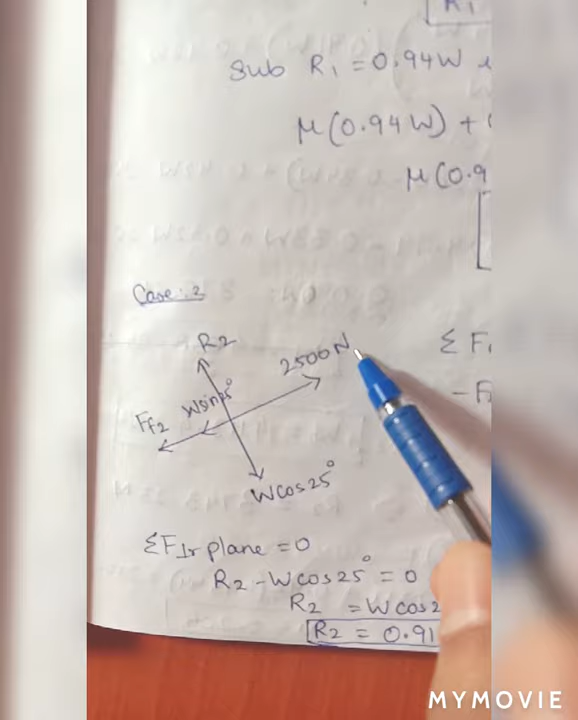 R1
Sub R1 = 0.94W
μ(0.94W) +
μ(0.9
Case: 2
R2
2500N
Wsin25°
Ff2
Wcos25°
Σ F
- F
ΣF⊥r plane = 0
R2 - Wcos25° = 0
R2 = Wcos2
R2 = 0.91
MYMOVIE